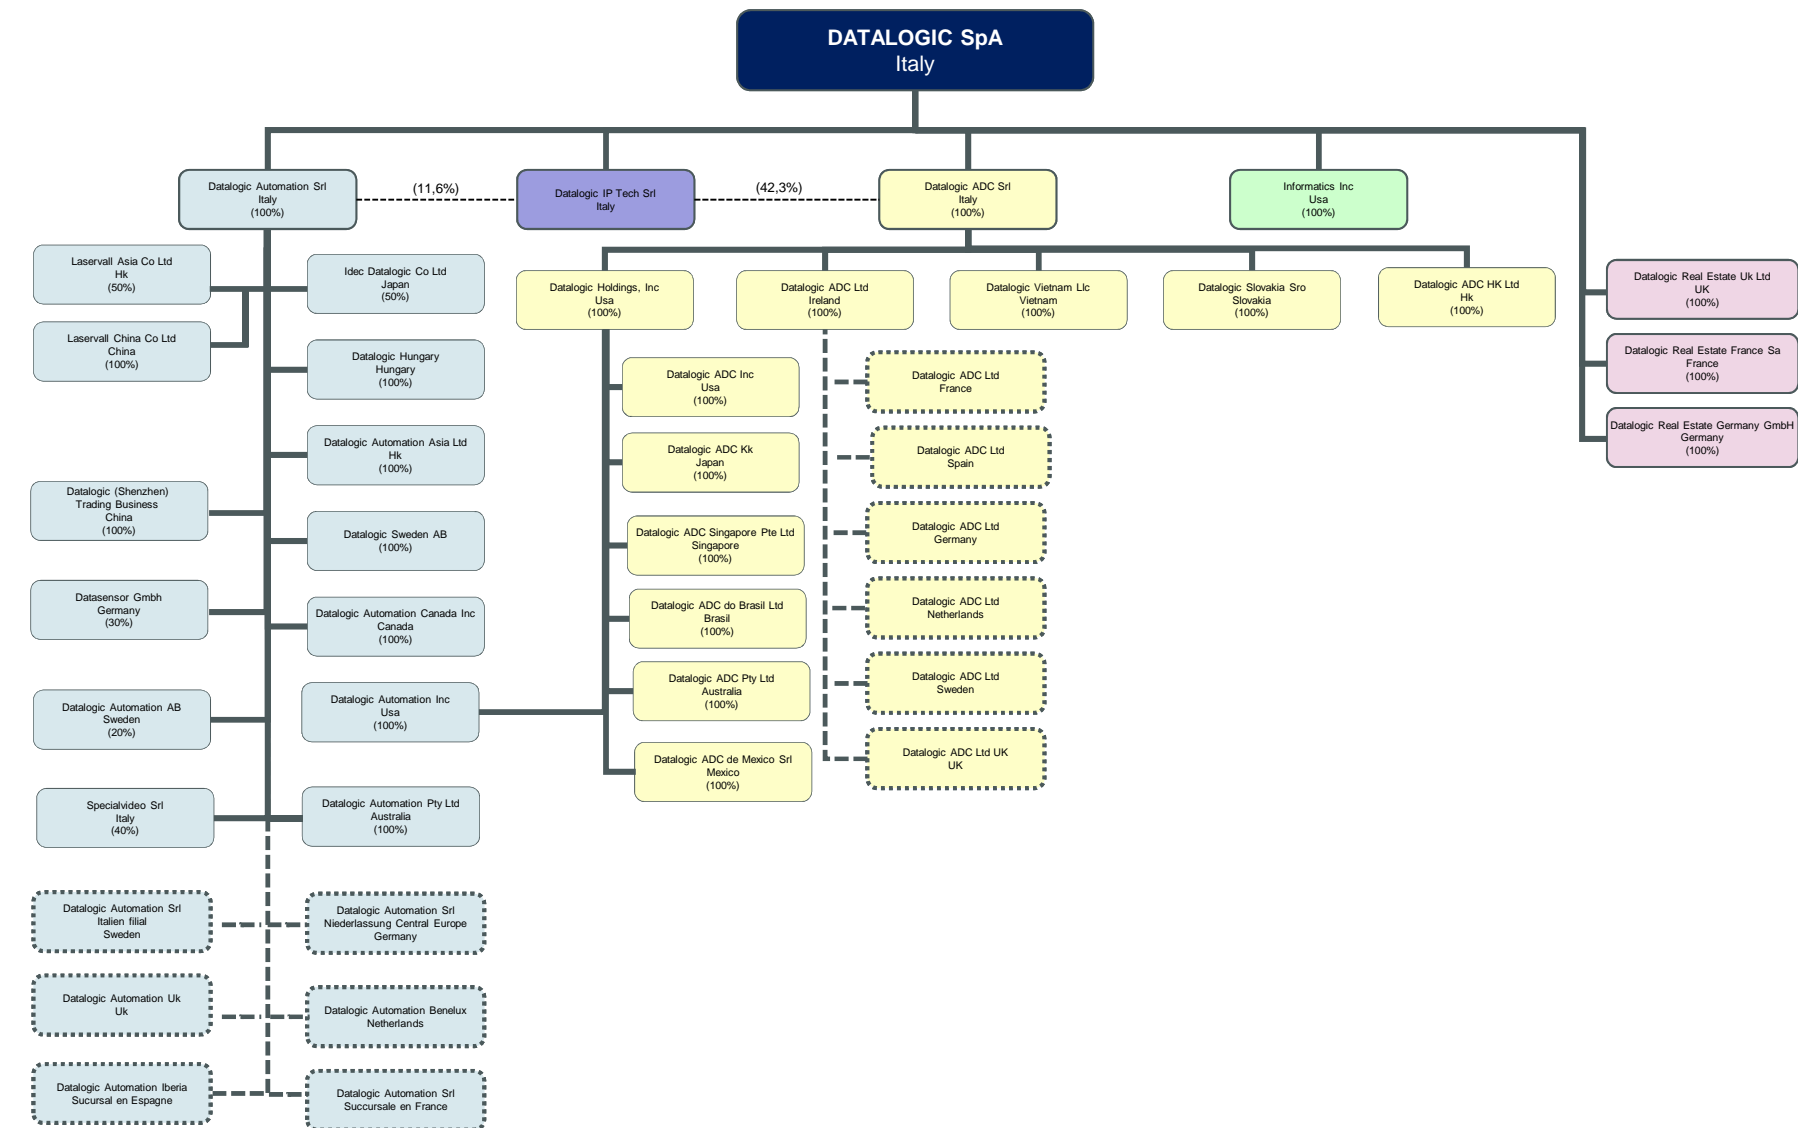 DATALOGIC SpA
Italy
Datalogic Automation Srl
Italy
(100%)
(11,6%)
Datalogic IP Tech Srl
Italy
(42,3%)
Datalogic ADC Srl
Italy
(100%)
Informatics Inc
Usa
(100%)
Laservall Asia Co Ltd
Hk
(50%)
Idec Datalogic Co Ltd
Japan
(50%)
Laservall China Co Ltd
China
(100%)
Datalogic Hungary
Hungary
(100%)
Datalogic Automation Asia Ltd
Hk
(100%)
Datalogic (Shenzhen)
Trading Business
China
(100%)
Datalogic Sweden AB
(100%)
Datasensor Gmbh
Germany
(30%)
Datalogic Automation Canada Inc
Canada
(100%)
Datalogic Automation AB
Sweden
(20%)
Datalogic Automation Inc
Usa
(100%)
Specialvideo Srl
Italy
(40%)
Datalogic Automation Pty Ltd
Australia
(100%)
Datalogic Automation Srl
Italien filial
Sweden
Datalogic Automation Srl
Niederlassung Central Europe
Germany
Datalogic Automation Uk
Uk
Datalogic Automation Benelux
Netherlands
Datalogic Automation Iberia
Sucursal en Espagne
Datalogic Automation Srl
Succursale en France
Datalogic Holdings, Inc
Usa
(100%)
Datalogic ADC Ltd
Ireland
(100%)
Datalogic Vietnam Llc
Vietnam
(100%)
Datalogic Slovakia Sro
Slovakia
(100%)
Datalogic ADC HK Ltd
Hk
(100%)
Datalogic ADC Inc
Usa
(100%)
Datalogic ADC Kk
Japan
(100%)
Datalogic ADC Singapore Pte Ltd
Singapore
(100%)
Datalogic ADC do Brasil Ltd
Brasil
(100%)
Datalogic ADC Pty Ltd
Australia
(100%)
Datalogic ADC de Mexico Srl
Mexico
(100%)
Datalogic ADC Ltd
France
Datalogic ADC Ltd
Spain
Datalogic ADC Ltd
Germany
Datalogic ADC Ltd
Netherlands
Datalogic ADC Ltd
Sweden
Datalogic ADC Ltd UK
UK
Datalogic Real Estate Uk Ltd
UK
(100%)
Datalogic Real Estate France Sa
France
(100%)
Datalogic Real Estate Germany GmbH
Germany
(100%)